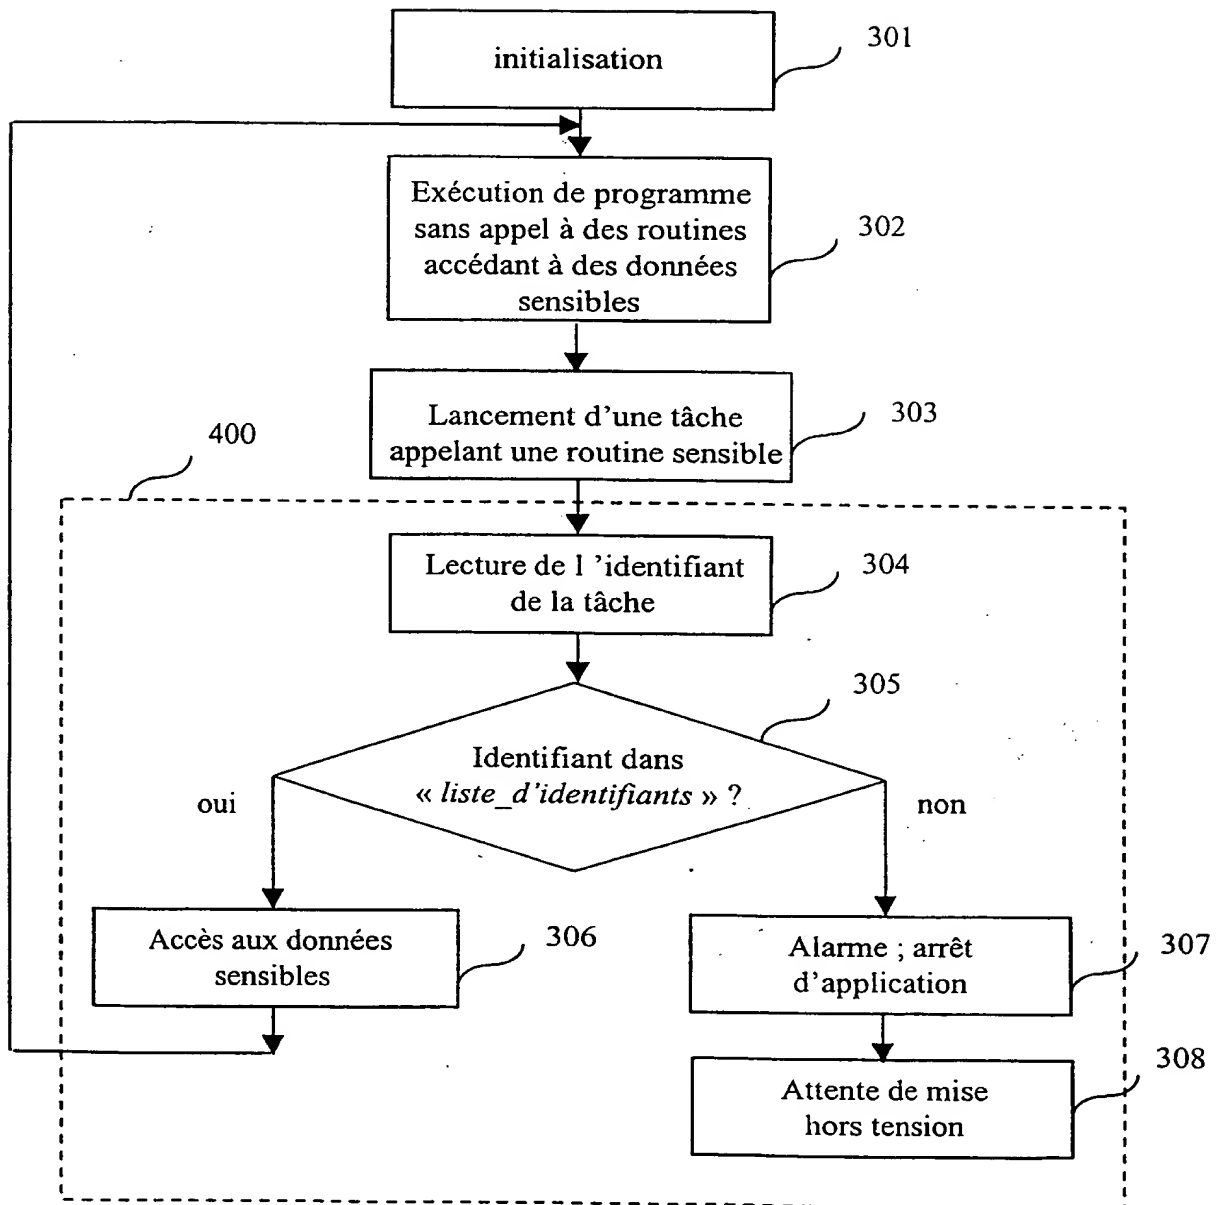 initialisation
301
Exécution de programme
sans appel à des routines
accédant à des données
sensibles
302
Lancement d'une tâche
appelant une routine sensible
303
400
Lecture de l 'identifiant
de la tâche
304
305
Identifiant dans
« liste_d'identifiants » ?
oui
non
Accès aux données
sensibles
306
Alarme ; arrêt
d'application
307
Attente de mise
hors tension
308